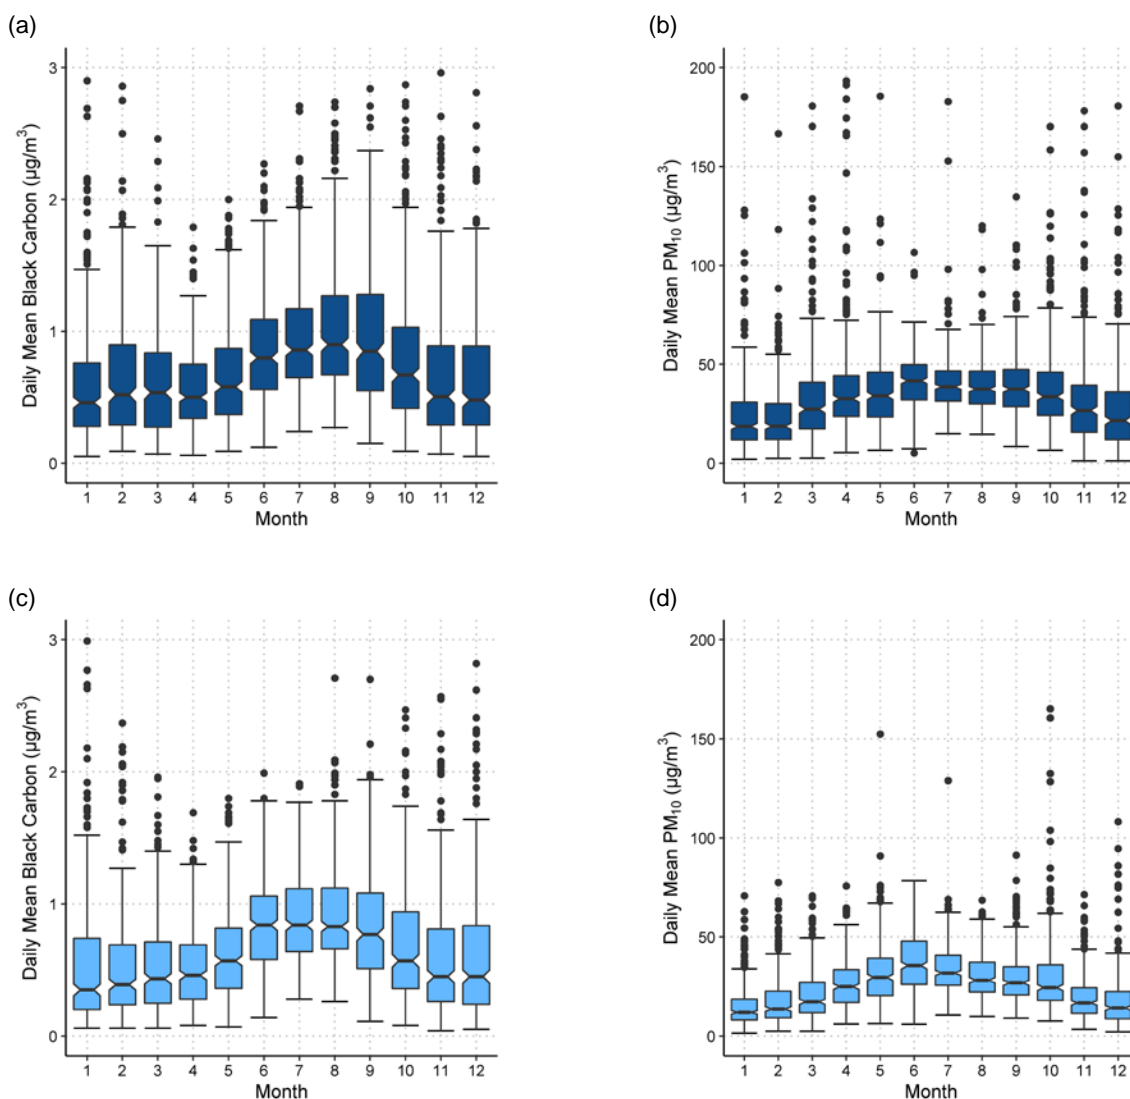 (a)
Daily Mean Black Carbon (µg/m³)
3
2
1
0
1 2 3 4 5 6 7 8 9 10 11 12
Month
(b)
Daily Mean PM₁₀ (µg/m³)
200
150
100
50
0
1 2 3 4 5 6 7 8 9 10 11 12
Month
(c)
Daily Mean Black Carbon (µg/m³)
3
2
1
0
1 2 3 4 5 6 7 8 9 10 11 12
Month
(d)
Daily Mean PM₁₀ (µg/m³)
200
150
100
50
0
1 2 3 4 5 6 7 8 9 10 11 12
Month